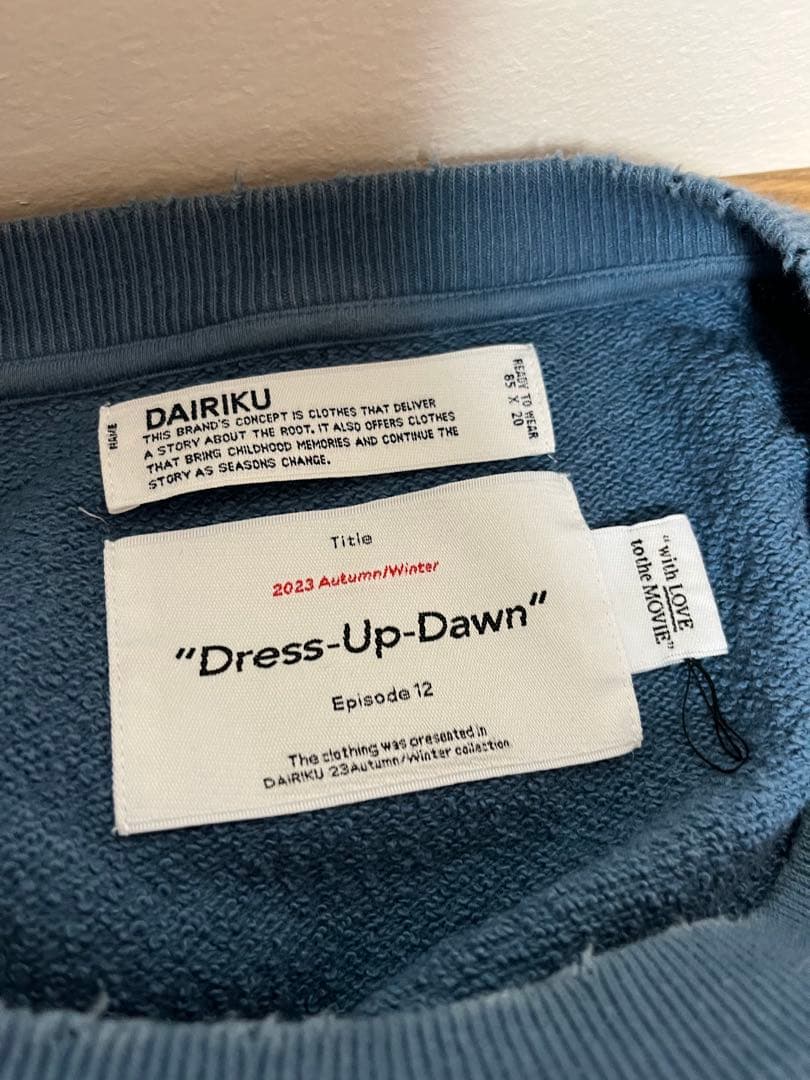 NAME
DAIRIKU
THIS BRAND'S CONCEPT IS CLOTHES THAT DELIVER
A STORY ABOUT THE ROOT. IT ALSO OFFERS CLOTHES
THAT BRING CHILDHOOD MEMORIES AND CONTINUE THE
STORY AS SEASONS CHANGE.
READY TO WEAR
85 X 20
Title
2023 Autumn/Winter
"Dress-Up-Dawn"
Episode 12
The clothing was presented in
DAIRIKU 23Autumn/Winter collection
"with LOVE
to the MOVIE"